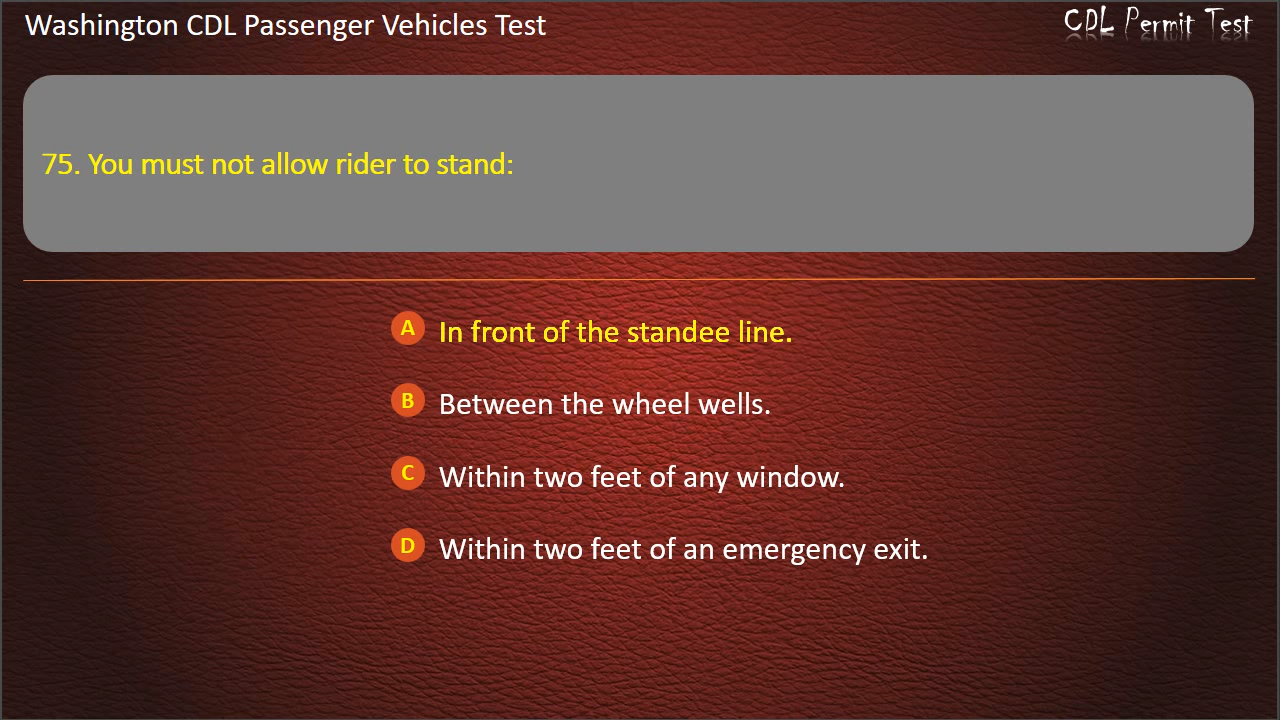 Washington CDL Passenger Vehicles Test
CDL Permit Test
75. You must not allow rider to stand:
A In front of the standee line.
B Between the wheel wells.
C Within two feet of any window.
D Within two feet of an emergency exit.